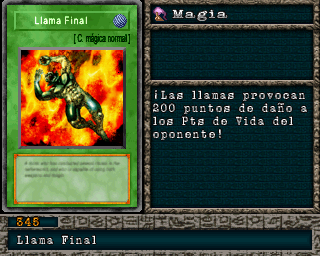 Llama Final
[ C. mágica normal ]
Magia
¡Las llamas provocan
200 puntos de daño a
los Pts de Vida del
oponente!
345
Llama Final